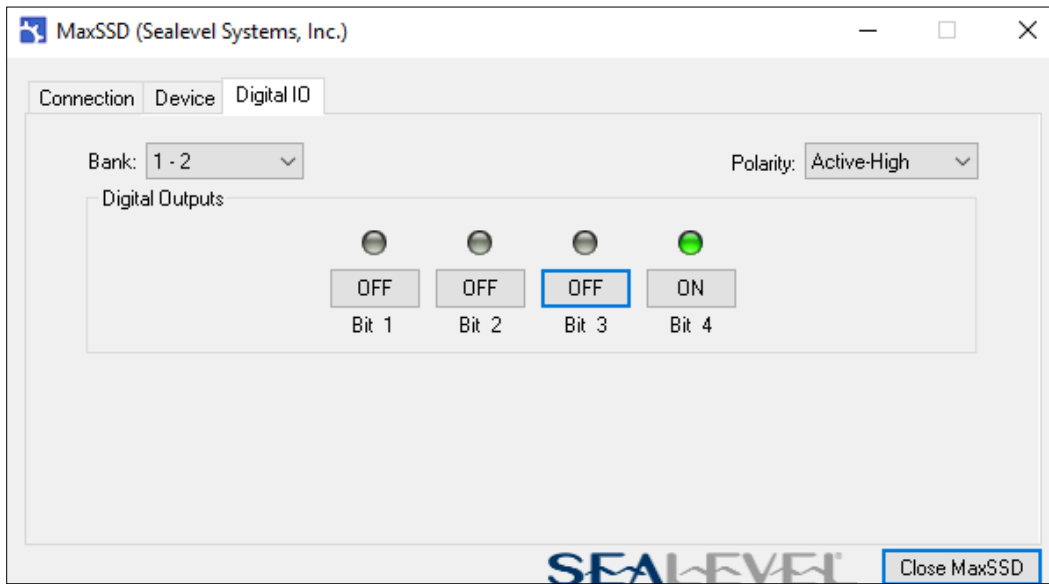 MaxSSD (Sealevel Systems, Inc.)
Connection Device Digital IO
Bank: 1 - 2 Polarity: Active-High
Digital Outputs
OFF OFF OFF ON
Bit 1 Bit 2 Bit 3 Bit 4
SEALEVEL
Close MaxSSD